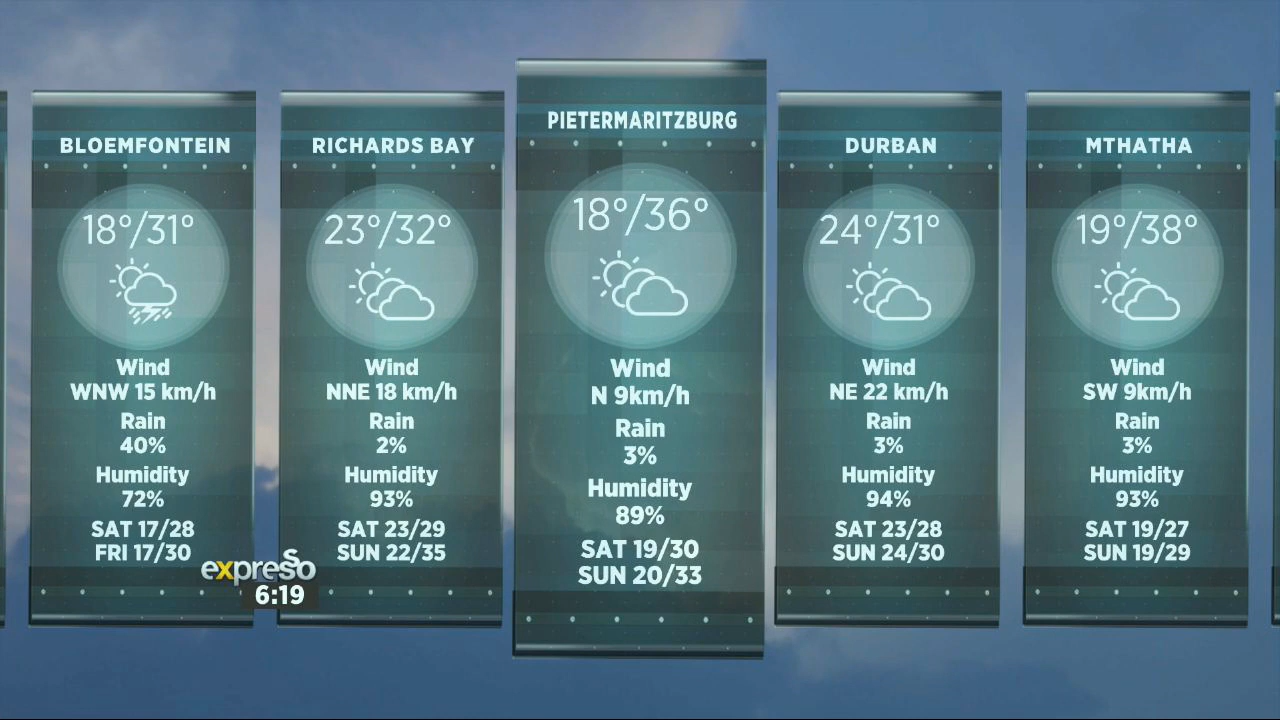 BLOEMFONTEIN
18°/31°
Wind
WNW 15 km/h
Rain
40%
Humidity
72%
SAT 17/28
FRI 17/30
RICHARDS BAY
23°/32°
Wind
NNE 18 km/h
Rain
2%
Humidity
93%
SAT 23/29
SUN 22/35
PIETERMARITZBURG
18°/36°
Wind
N 9km/h
Rain
3%
Humidity
89%
SAT 19/30
SUN 20/33
DURBAN
24°/31°
Wind
NE 22 km/h
Rain
3%
Humidity
94%
SAT 23/28
SUN 24/30
MTHATHA
19°/38°
Wind
SW 9km/h
Rain
3%
Humidity
93%
SAT 19/27
SUN 19/29
expresso
6:19